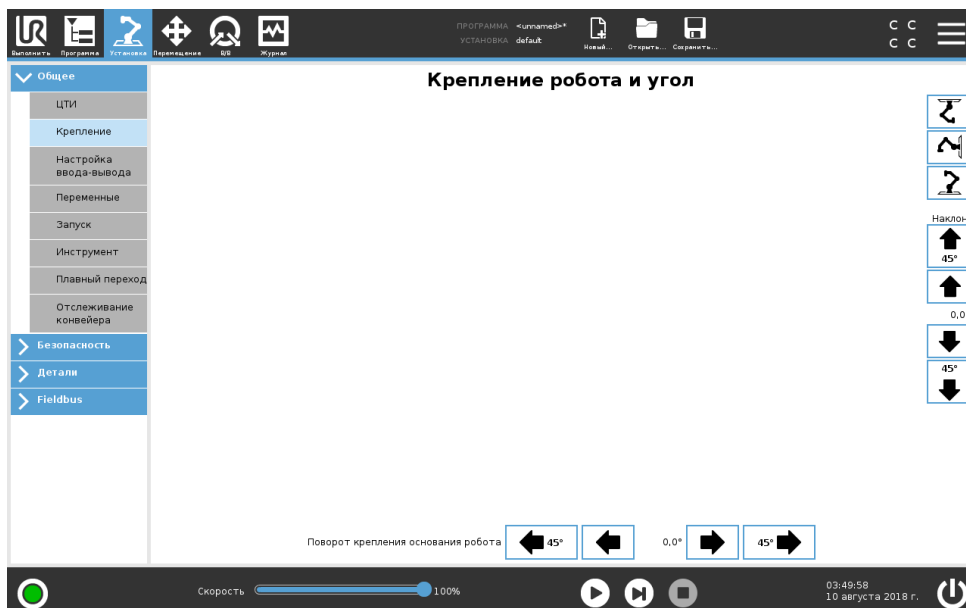 UR
Выполнить Программа Установка Перемещение В/В Журнал
ПРОГРАММА <unnamed>*
УСТАНОВКА default
Новый... Открыть... Сохранить...
C C
C C
Общее
ЦТИ
Крепление
Настройка
ввода-вывода
Переменные
Запуск
Инструмент
Плавный переход
Отслеживание
конвейера
Безопасность
Детали
Fieldbus
Крепление робота и угол
Наклон
45°
0,0
45°
Поворот крепления основания робота 45° 0,0° 45°
Скорость 100%
03:49:58
10 августа 2018 г.